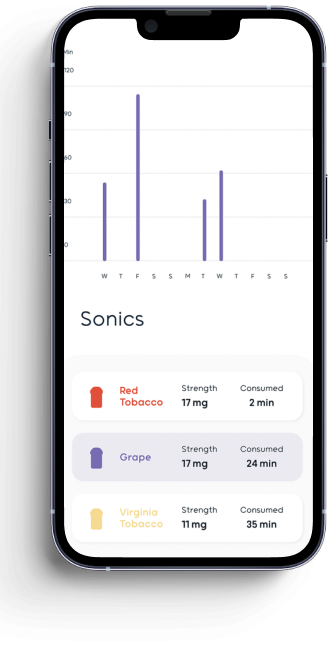 Min
120
90
60
30
0
W T F S S M T W T F S S
Sonics
Red Tobacco
Strength
17 mg
Consumed
2 min
Grape
Strength
17 mg
Consumed
24 min
Virginia Tobacco
Strength
11 mg
Consumed
35 min